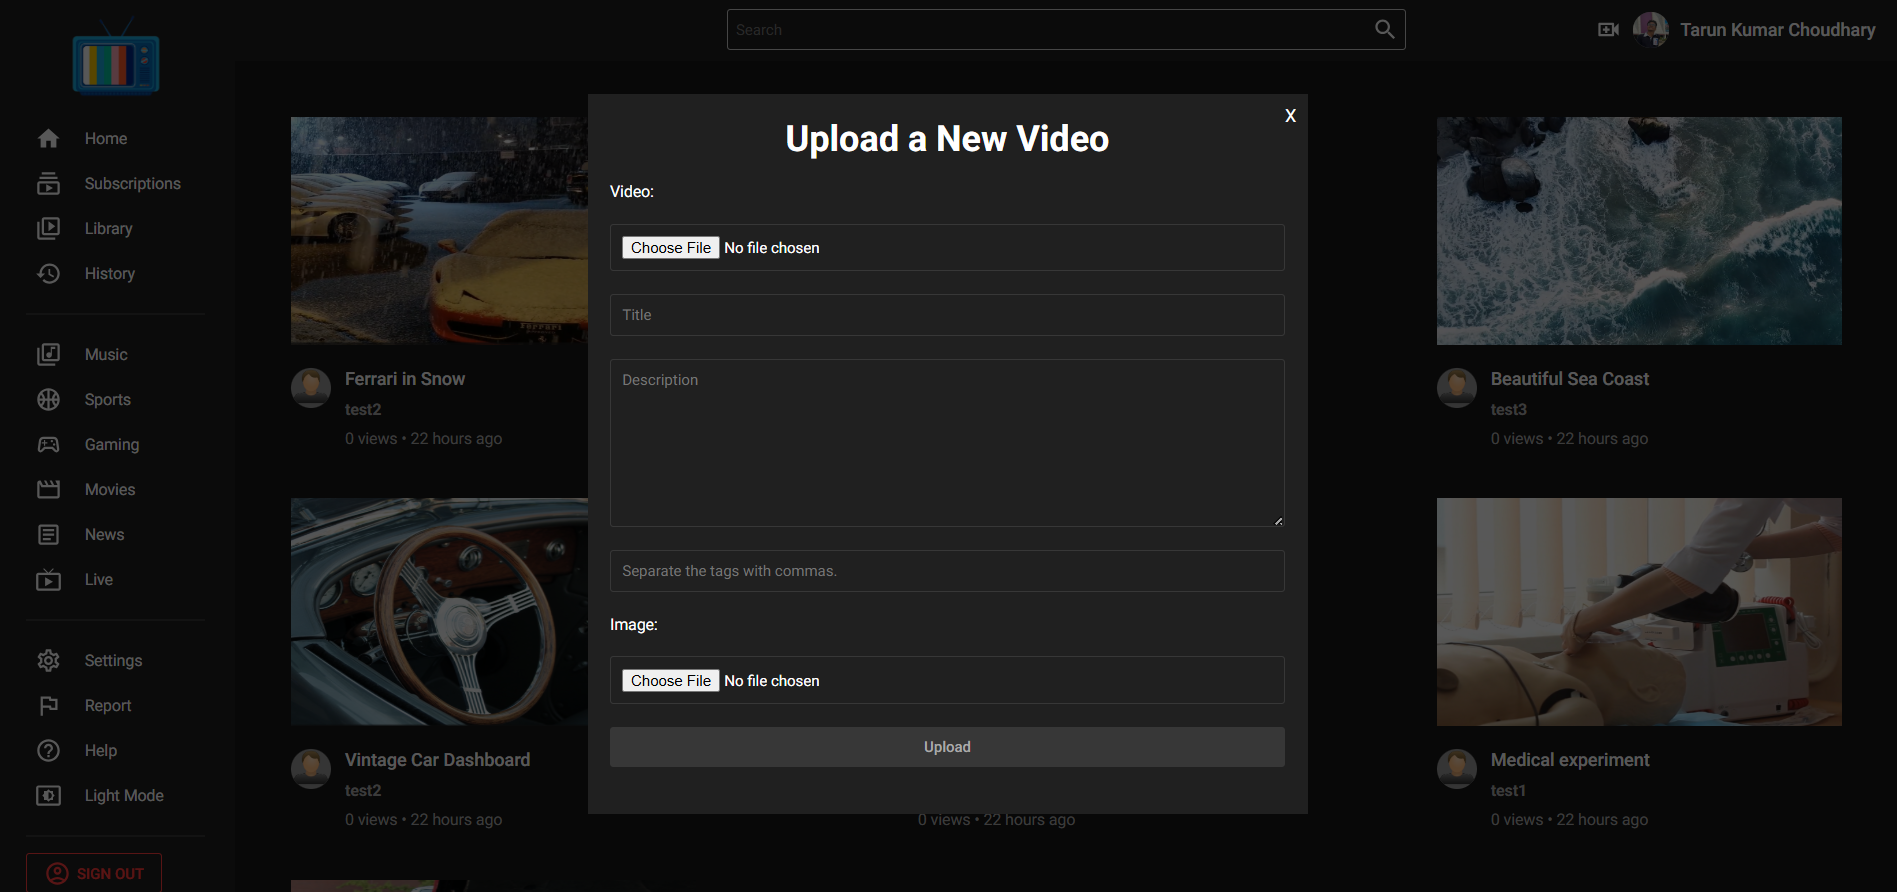 Search
Tarun Kumar Choudhary
Home
Subscriptions
Library
History
Music
Sports
Gaming
Movies
News
Live
Settings
Report
Help
Light Mode
SIGN OUT
X
Upload a New Video
Video:
Choose File No file chosen
Title
Description
Separate the tags with commas.
Image:
Choose File No file chosen
Upload
Ferrari
Ferrari in Snow
test2
0 views • 22 hours ago
Beautiful Sea Coast
test3
0 views • 22 hours ago
Vintage Car Dashboard
test2
0 views • 22 hours ago
0 views • 22 hours ago
Medical experiment
test1
0 views • 22 hours ago